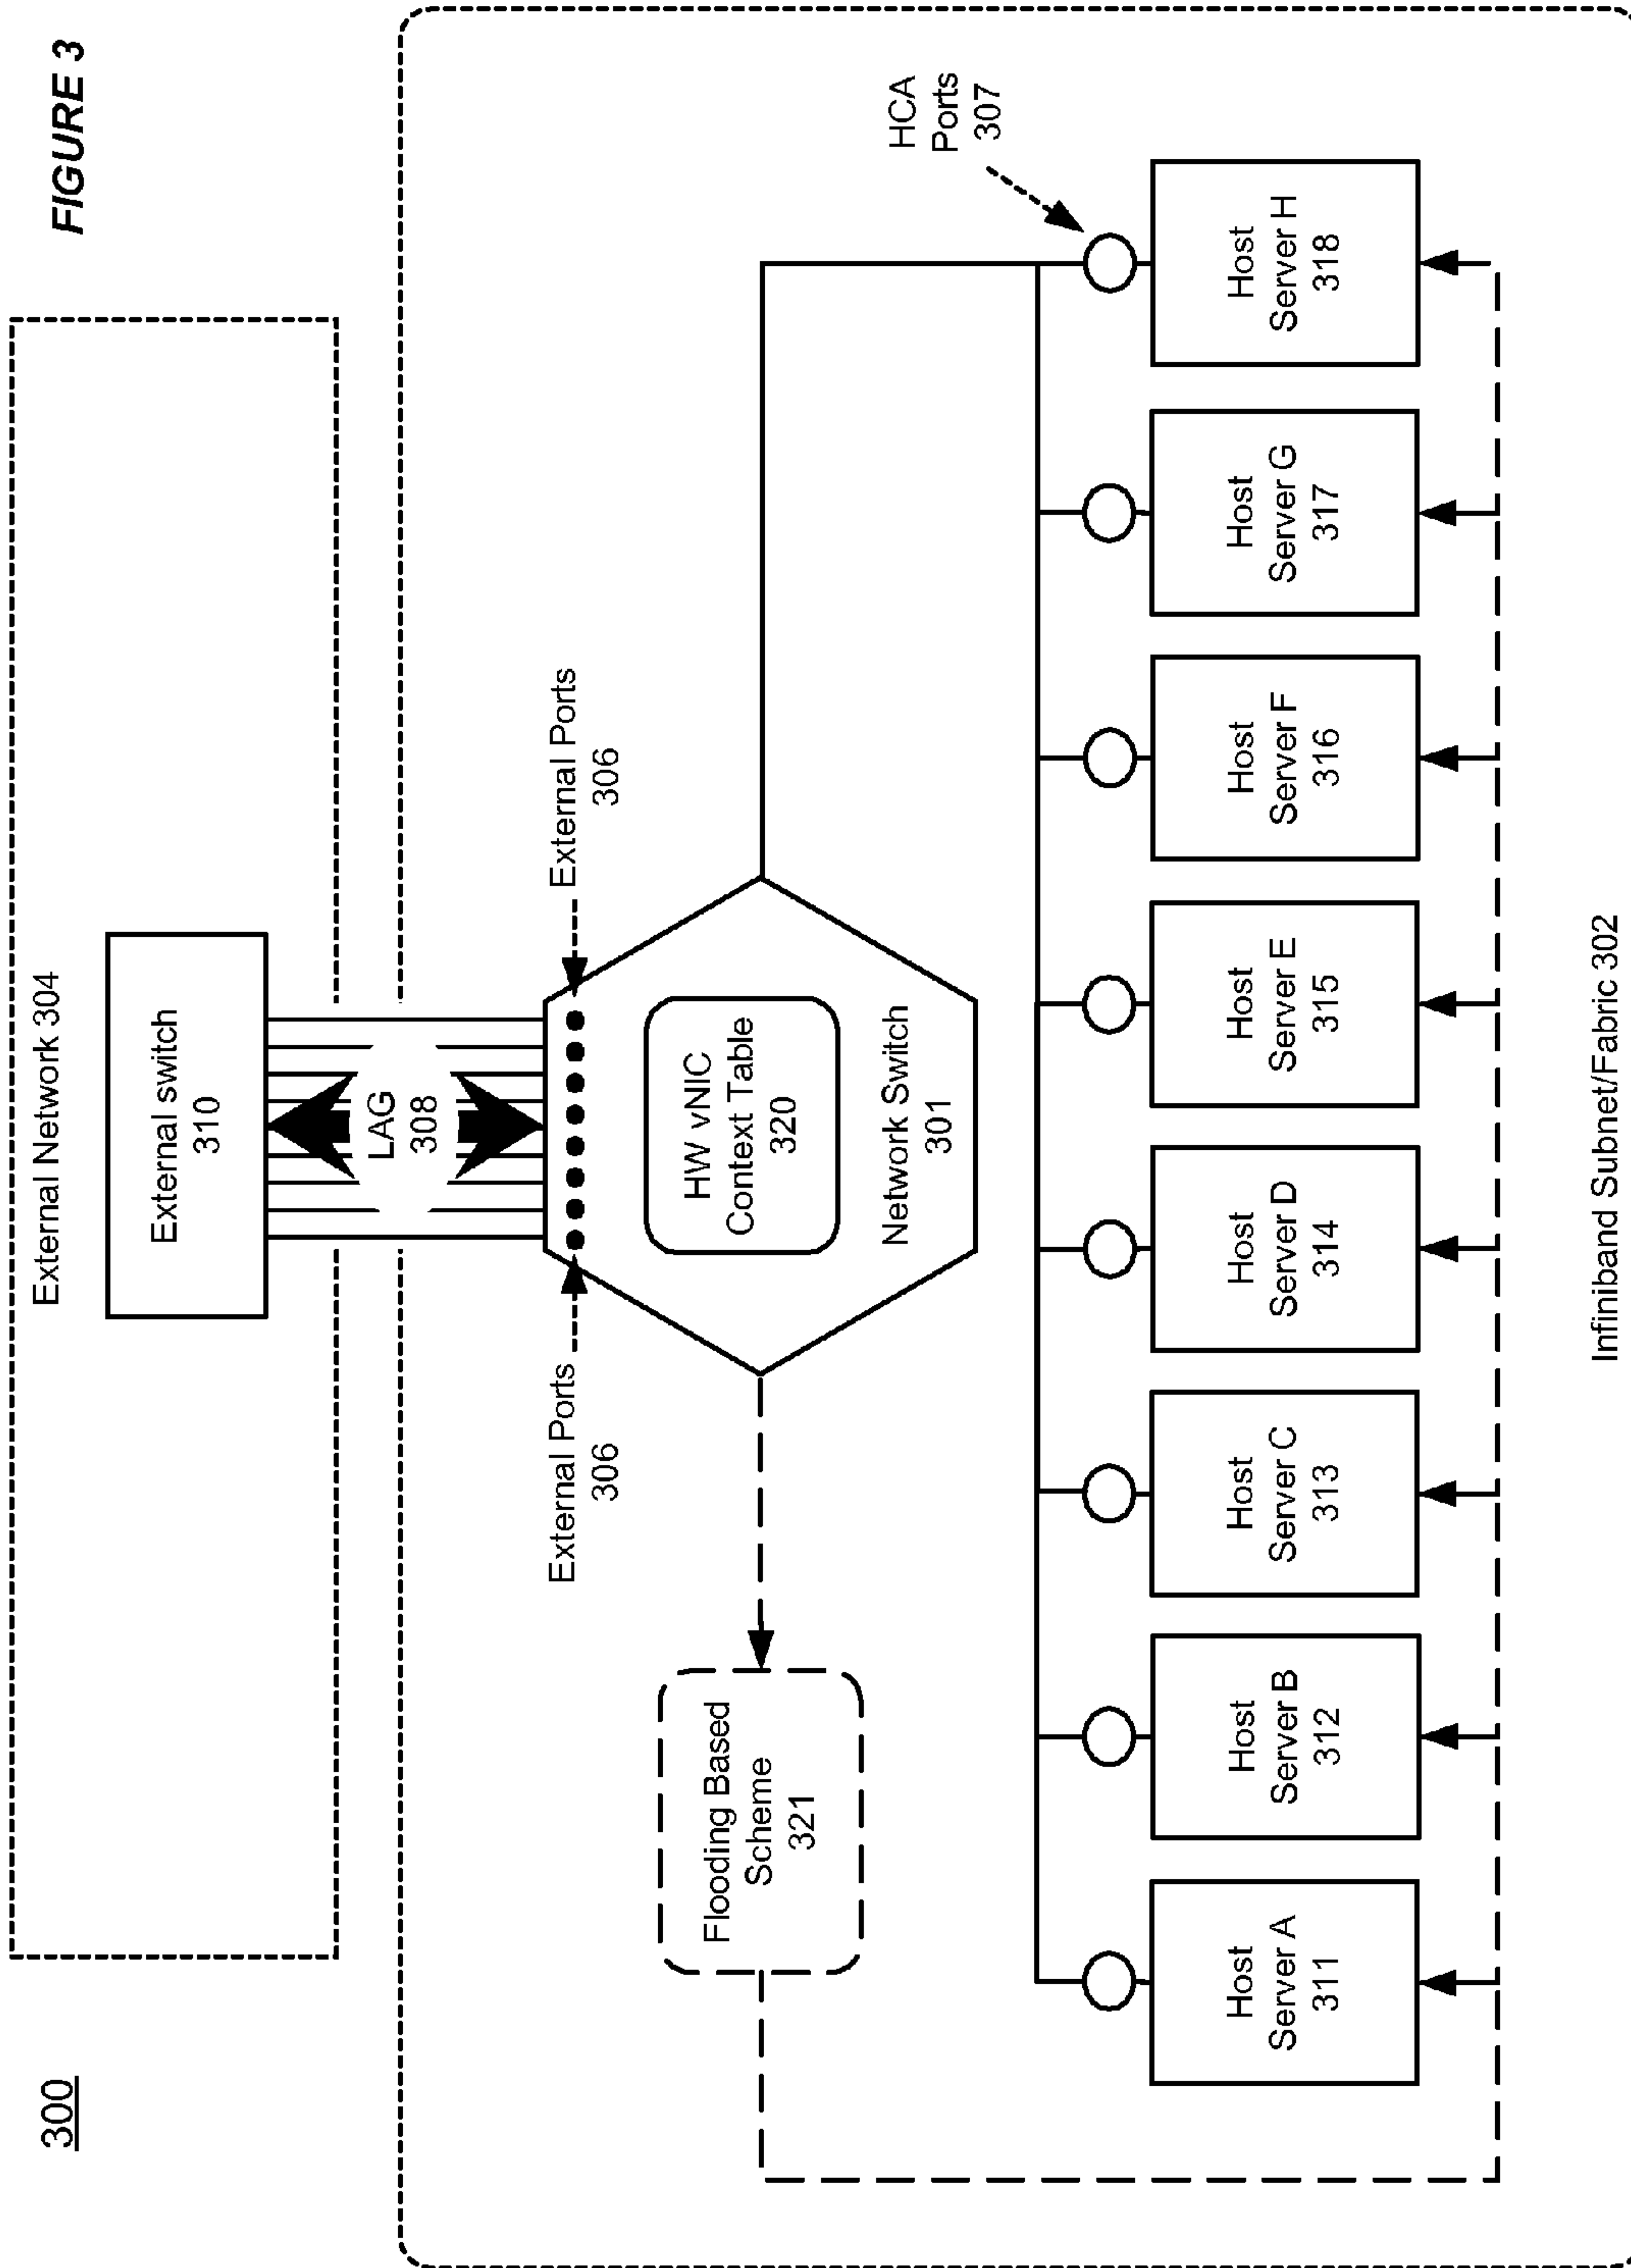 300
FIGURE 3
External Network 304
External switch
310
LAG
308
External Ports
306
External Ports
306
HW vNIC
Context Table
320
Network Switch
301
Flooding Based
Scheme
321
HCA
Ports
307
Host
Server A
311
Host
Server B
312
Host
Server C
313
Host
Server D
314
Host
Server E
315
Host
Server F
316
Host
Server G
317
Host
Server H
318
Infiniband Subnet/Fabric 302